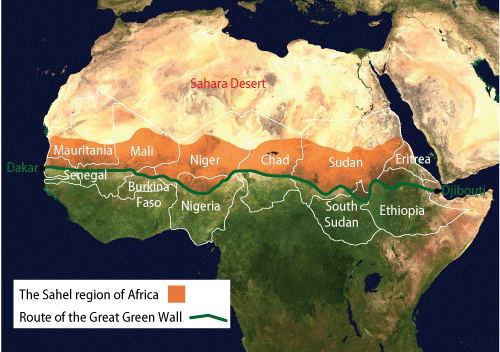 Sahara Desert
Mauritania
Mali
Niger
Chad
Sudan
Eritrea
Dakar
Senegal
Burkina
Faso
Nigeria
South
Sudan
Ethiopia
Djibouti
The Sahel region of Africa
Route of the Great Green Wall